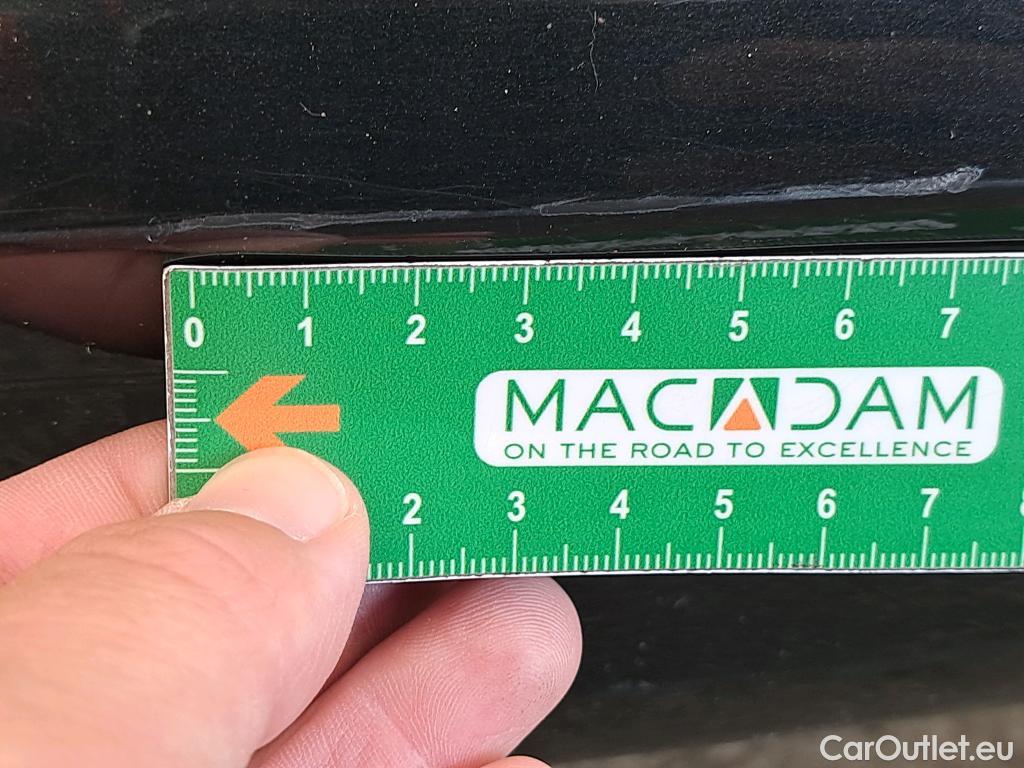 0 1 2 3 4 5 6 7
MACADAM
ON THE ROAD TO EXCELLENCE
2 3 4 5 6 7
CarOutlet.eu